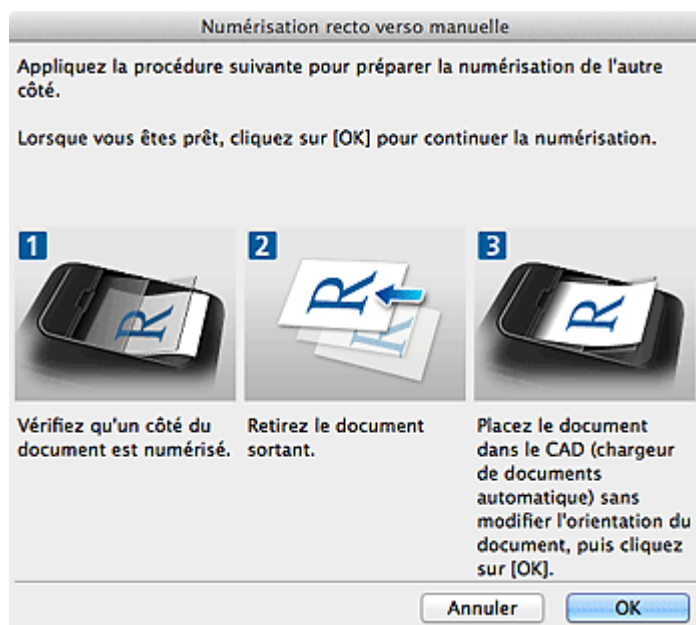 Numérisation recto verso manuelle
Appliquez la procédure suivante pour préparer la numérisation de l'autre
côté.
Lorsque vous êtes prêt, cliquez sur [OK] pour continuer la numérisation.
1
R
Vérifiez qu'un côté du
document est numérisé.
2
R
R
Retirez le document
sortant.
3
R
Placez le document
dans le CAD (chargeur
de documents
automatique) sans
modifier l'orientation du
document, puis cliquez
sur [OK].
Annuler
OK